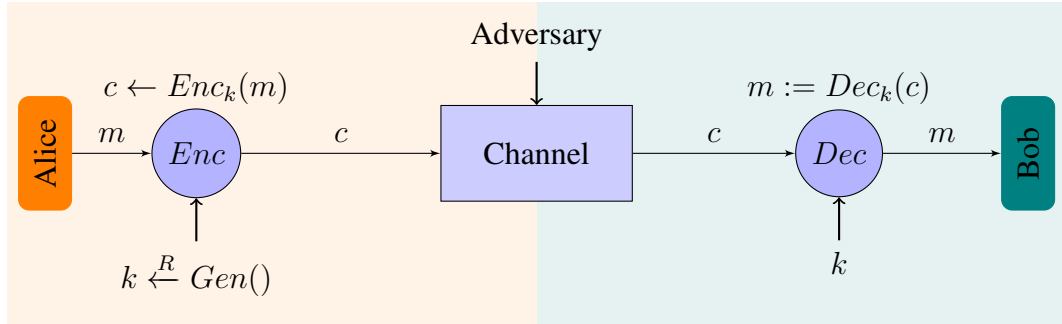 Adversary
c ← Enc_k(m)
m := Dec_k(c)
Alice
m
Enc
c
Channel
c
Dec
m
Bob
k ←^R Gen()
k